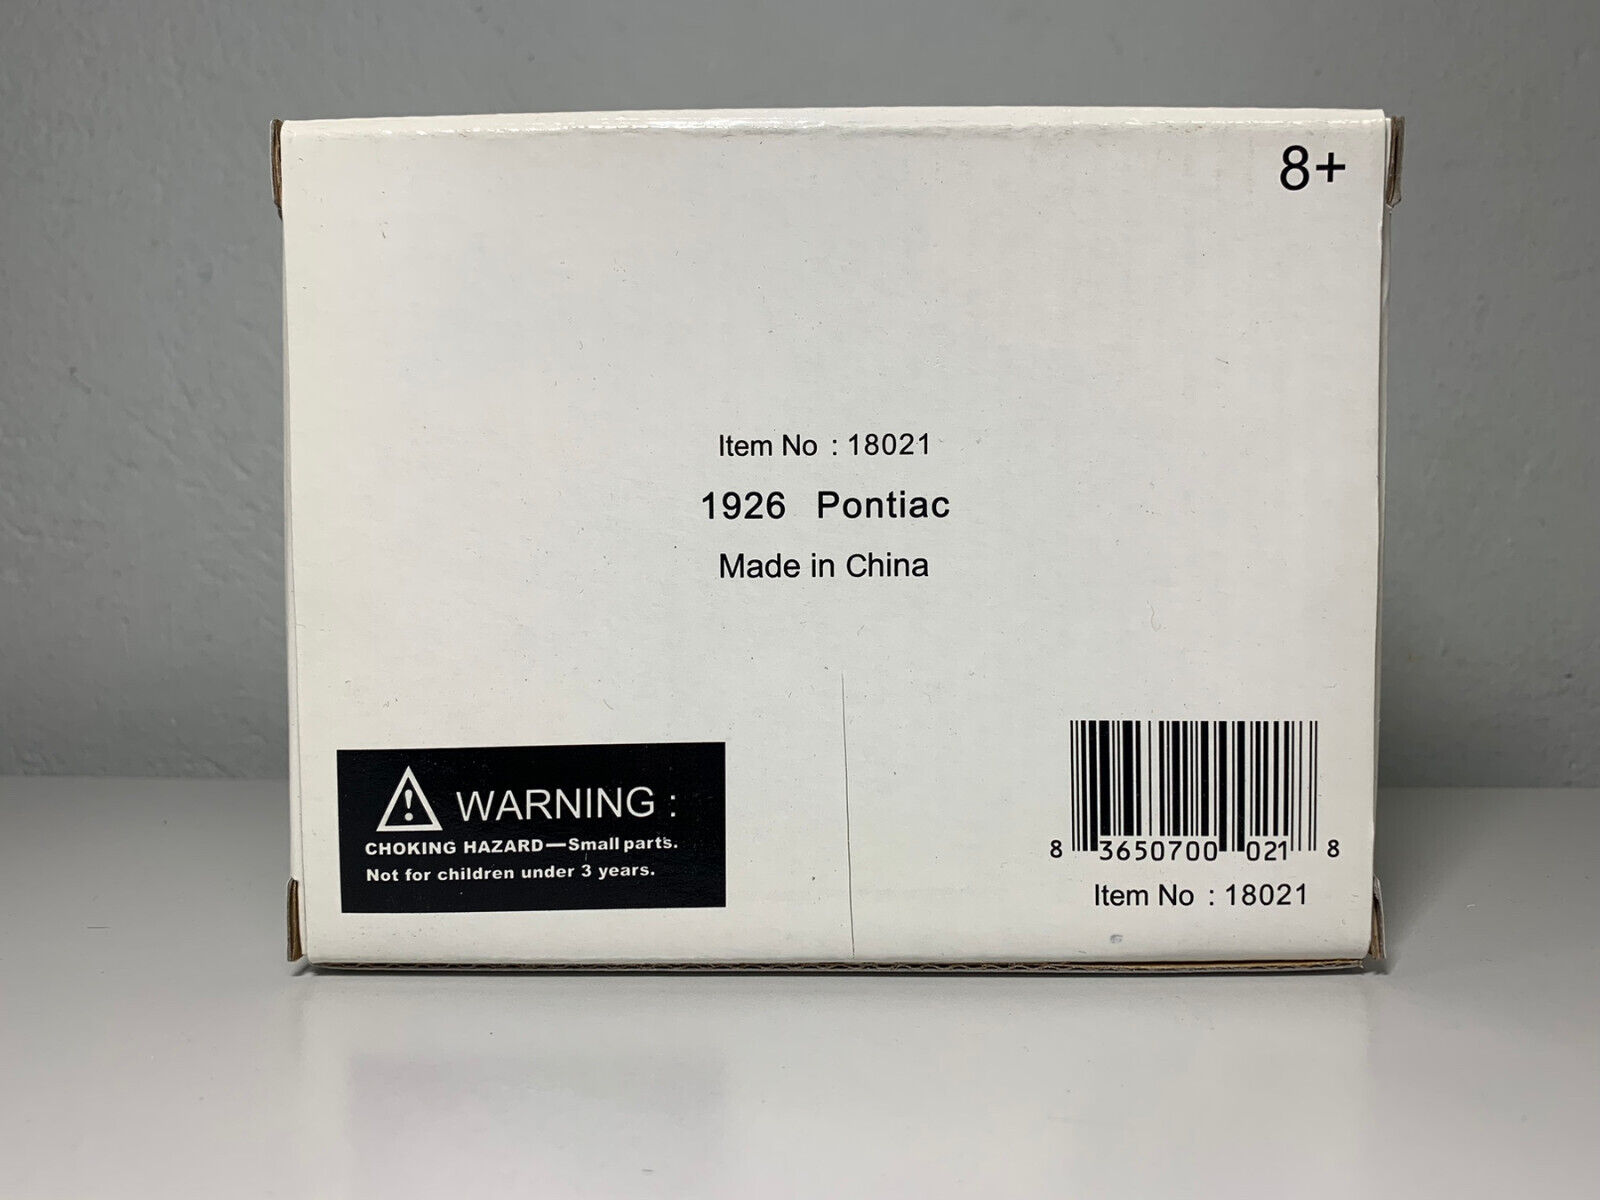 8+
Item No : 18021
1926 Pontiac
Made in China
WARNING :
CHOKING HAZARD—Small parts.
Not for children under 3 years.
8 3650700 021 8
Item No : 18021